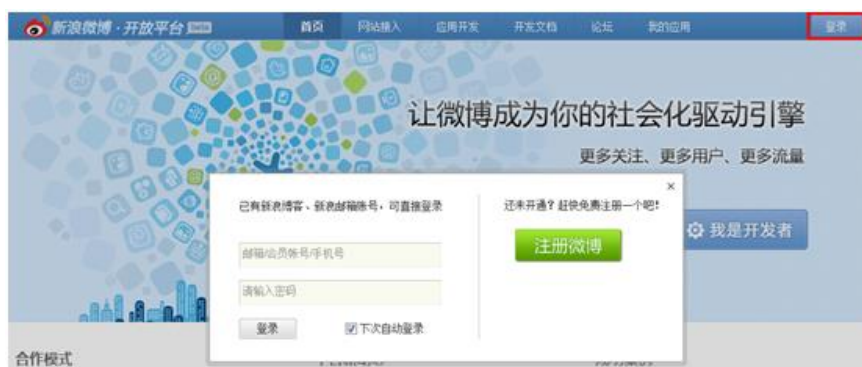 新浪微博·开放平台 beta 首页 网站接入 应用开发 开发文档 论坛 我的应用 登录
让微博成为你的社会化驱动引擎
更多关注、更多用户、更多流量
×
已有新浪博客、新浪邮箱账号，可直接登录 还未开通？赶快免费注册一个吧！
我是开发者
注册微博
邮箱/会员帐号/手机号
请输入密码
登录 下次自动登录
合作模式